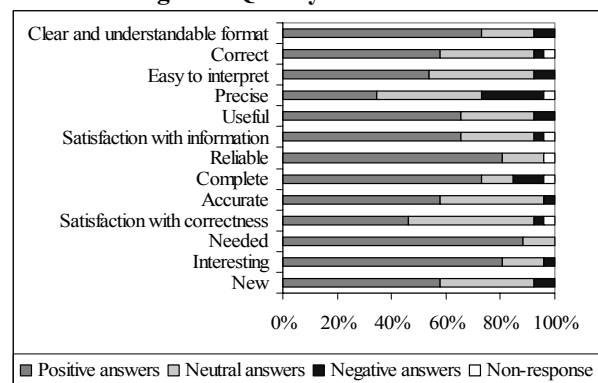 Clear and understandable format
Correct
Easy to interpret
Precise
Useful
Satisfaction with information
Reliable
Complete
Accurate
Satisfaction with correctness
Needed
Interesting
New
0% 20% 40% 60% 80% 100%
Positive answers Neutral answers Negative answers Non-response